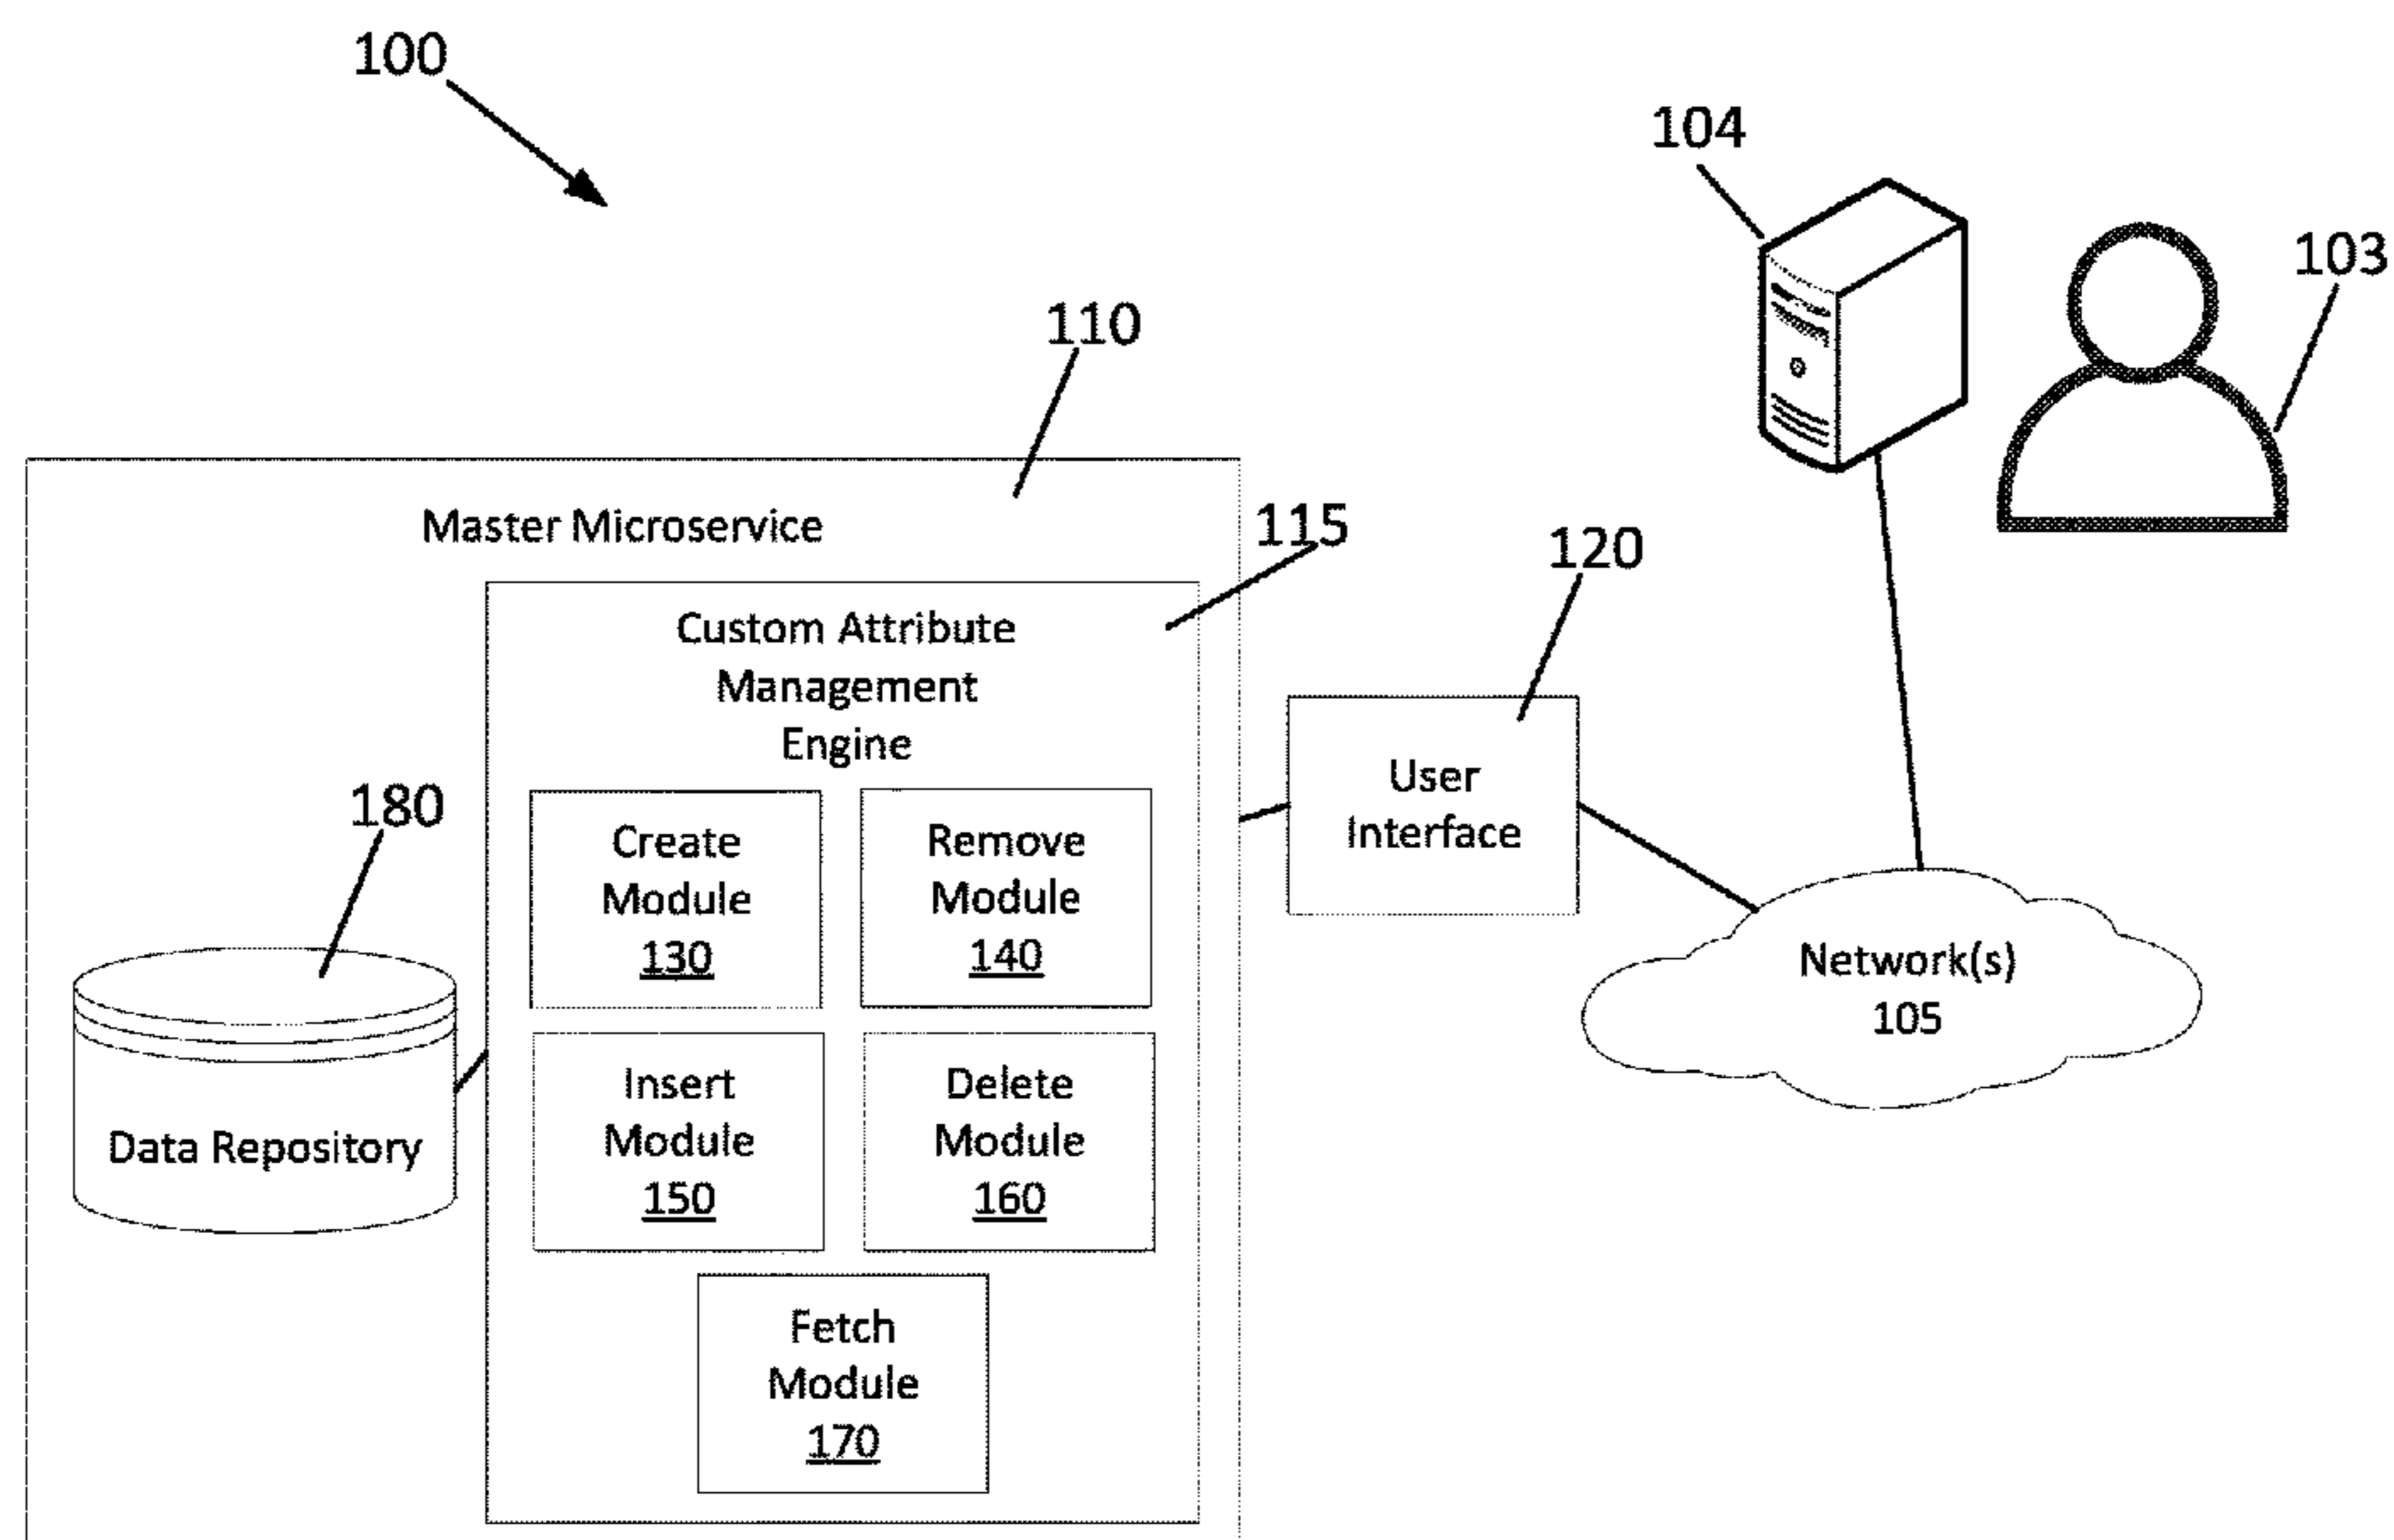 100
104
103
110
Master Microservice
115
120
Custom Attribute
Management
Engine
180
User
Interface
Create
Module
130
Remove
Module
140
Network(s)
105
Data Repository
Insert
Module
150
Delete
Module
160
Fetch
Module
170